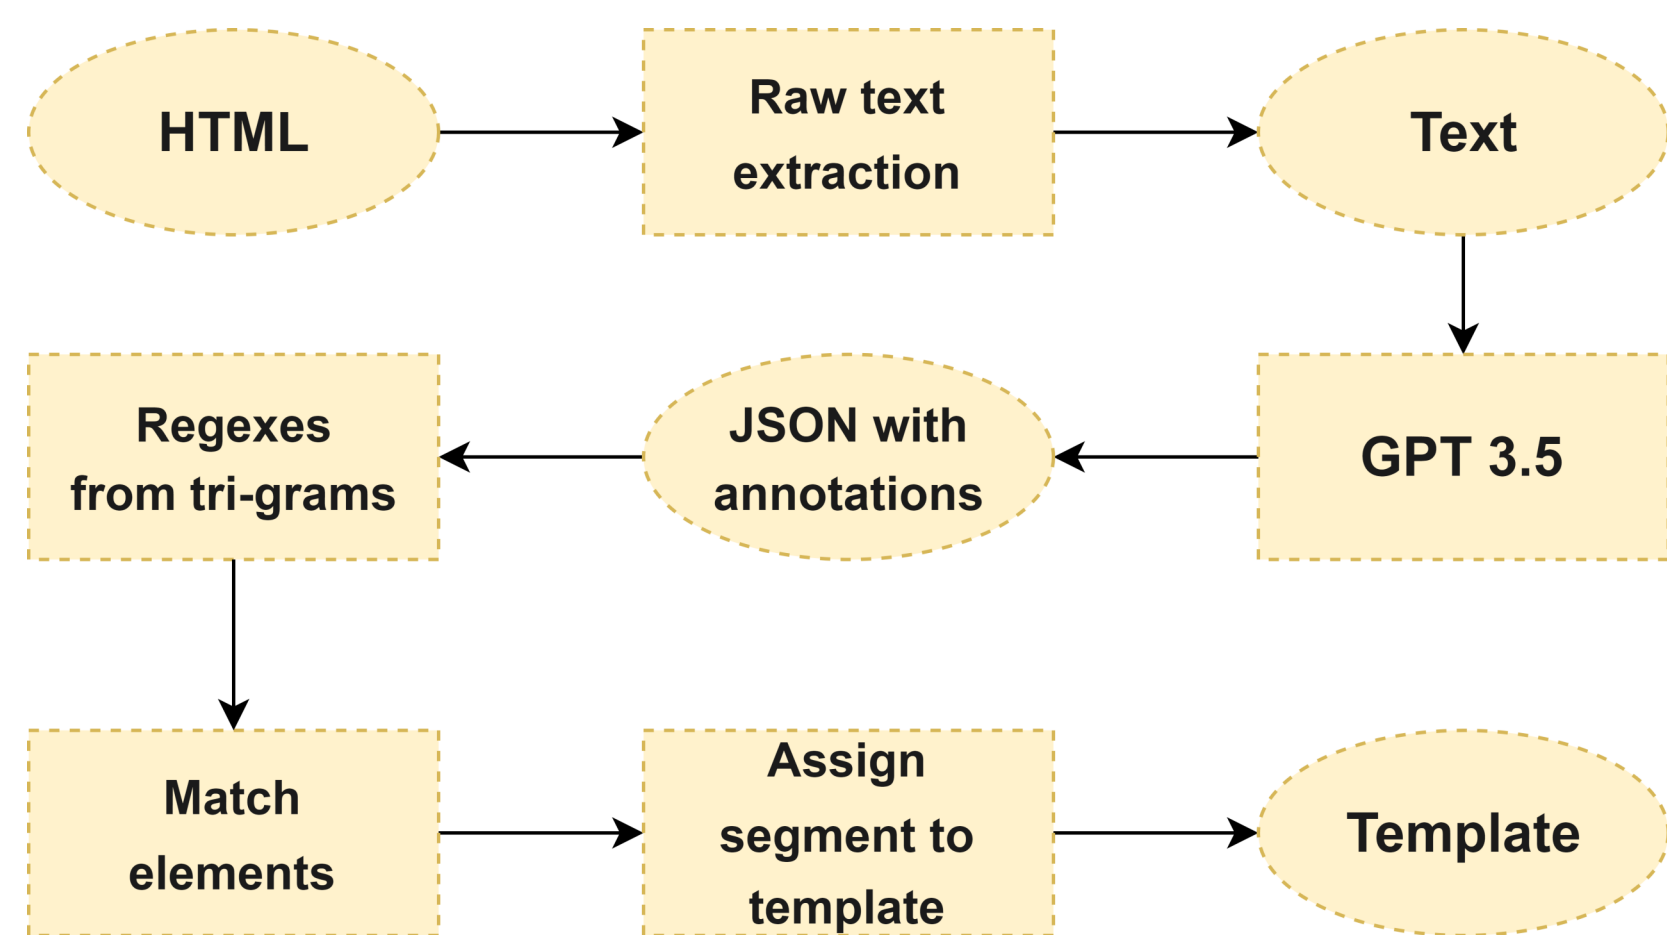 HTML
Raw text
extraction
Text
GPT 3.5
JSON with
annotations
Regexes
from tri-grams
Match
elements
Assign
segment to
template
Template